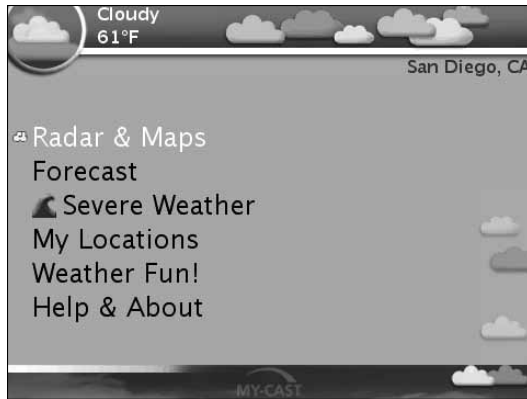 Cloudy
61°F
San Diego, CA
Radar & Maps
Forecast
Severe Weather
My Locations
Weather Fun!
Help & About
MY-CAST